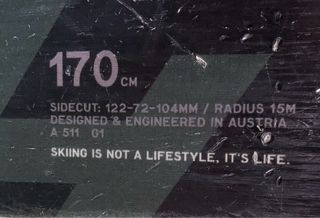 170 CM
SIDECUT: 122-72-104MM / RADIUS 15M
DESIGNED & ENGINEERED IN AUSTRIA
A 511 G1
SKIING IS NOT A LIFESTYLE, IT'S LIFE.